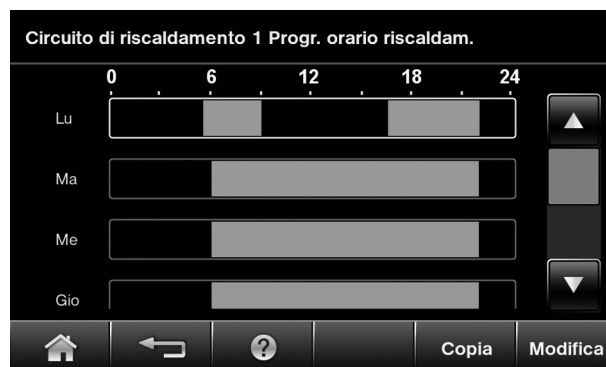 Circuito di riscaldamento 1 Progr. orario riscaldam.
0 6 12 18 24
Lu
Ma
Me
Gio
? Copia Modifica